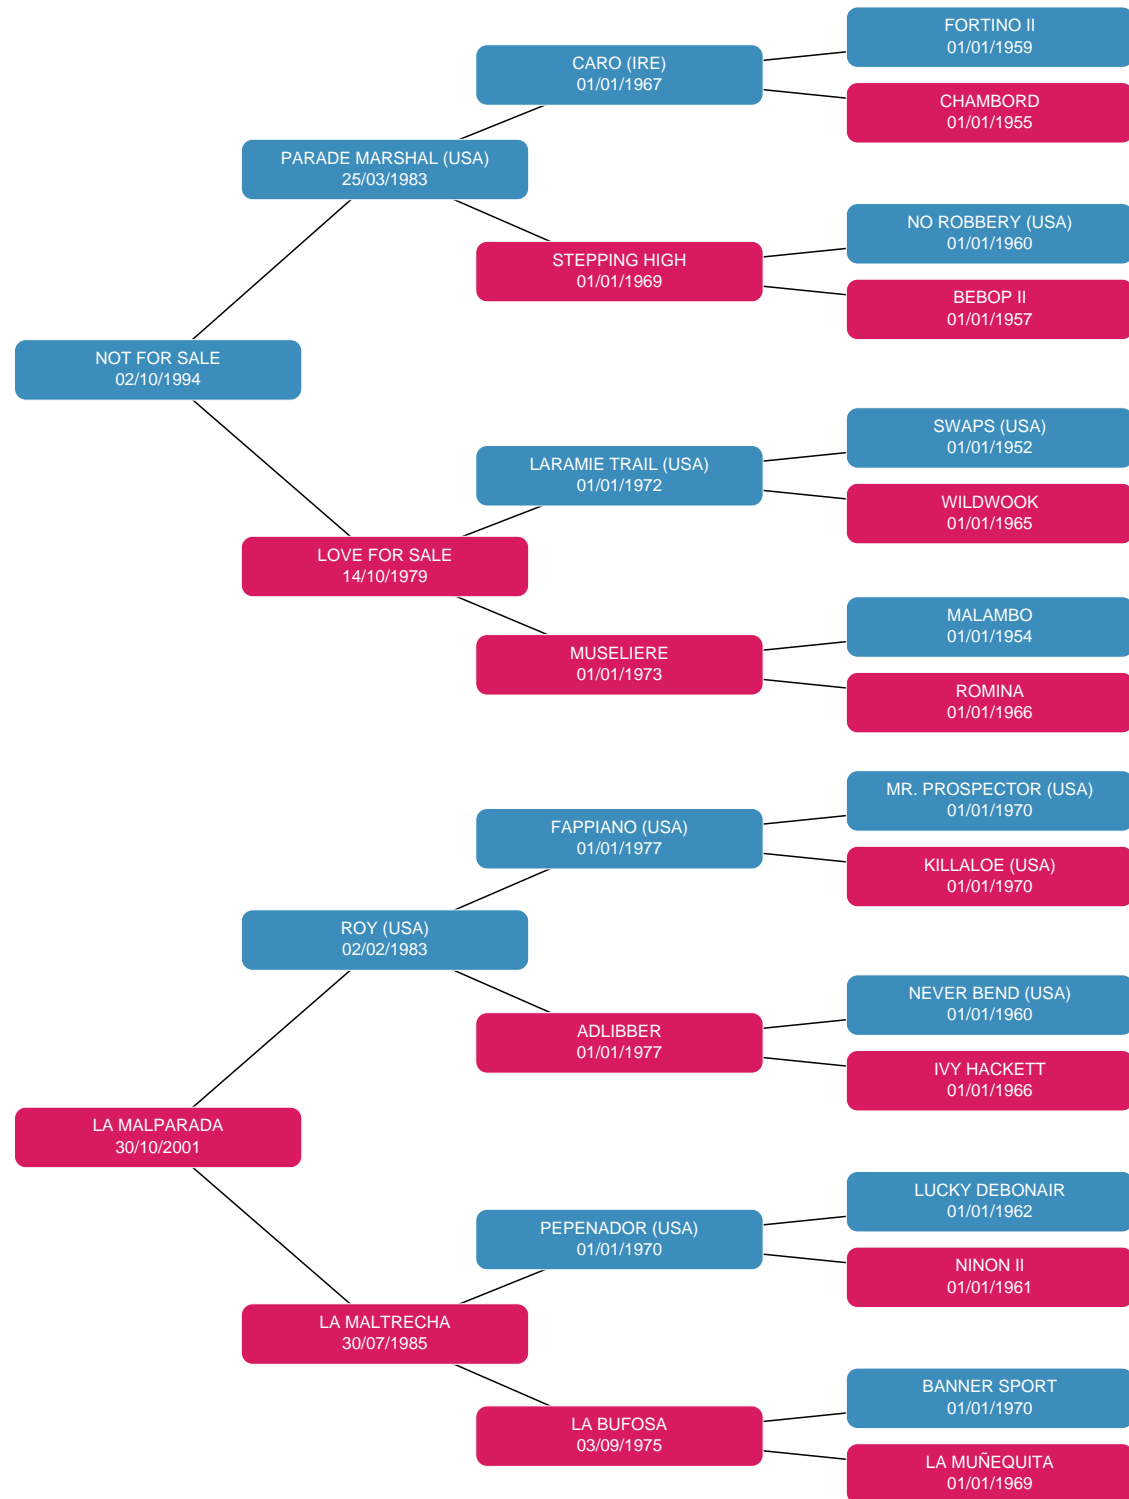 FORTINO II
01/01/1959
CARO (IRE)
01/01/1967
CHAMBORD
01/01/1955
PARADE MARSHAL (USA)
25/03/1983
NO ROBBERY (USA)
01/01/1960
STEPPING HIGH
01/01/1969
BEBOP II
01/01/1957
NOT FOR SALE
02/10/1994
SWAPS (USA)
01/01/1952
LARAMIE TRAIL (USA)
01/01/1972
WILDWOOK
01/01/1965
LOVE FOR SALE
14/10/1979
MALAMBO
01/01/1954
MUSELIERE
01/01/1973
ROMINA
01/01/1966
MR. PROSPECTOR (USA)
01/01/1970
FAPPIANO (USA)
01/01/1977
KILLALOE (USA)
01/01/1970
ROY (USA)
02/02/1983
NEVER BEND (USA)
01/01/1960
ADLIBBER
01/01/1977
IVY HACKETT
01/01/1966
LA MALPARADA
30/10/2001
LUCKY DEBONAIR
01/01/1962
PEPENADOR (USA)
01/01/1970
NINON II
01/01/1961
LA MALTRECHA
30/07/1985
BANNER SPORT
01/01/1970
LA BUFOSA
03/09/1975
LA MUÑEQUITA
01/01/1969